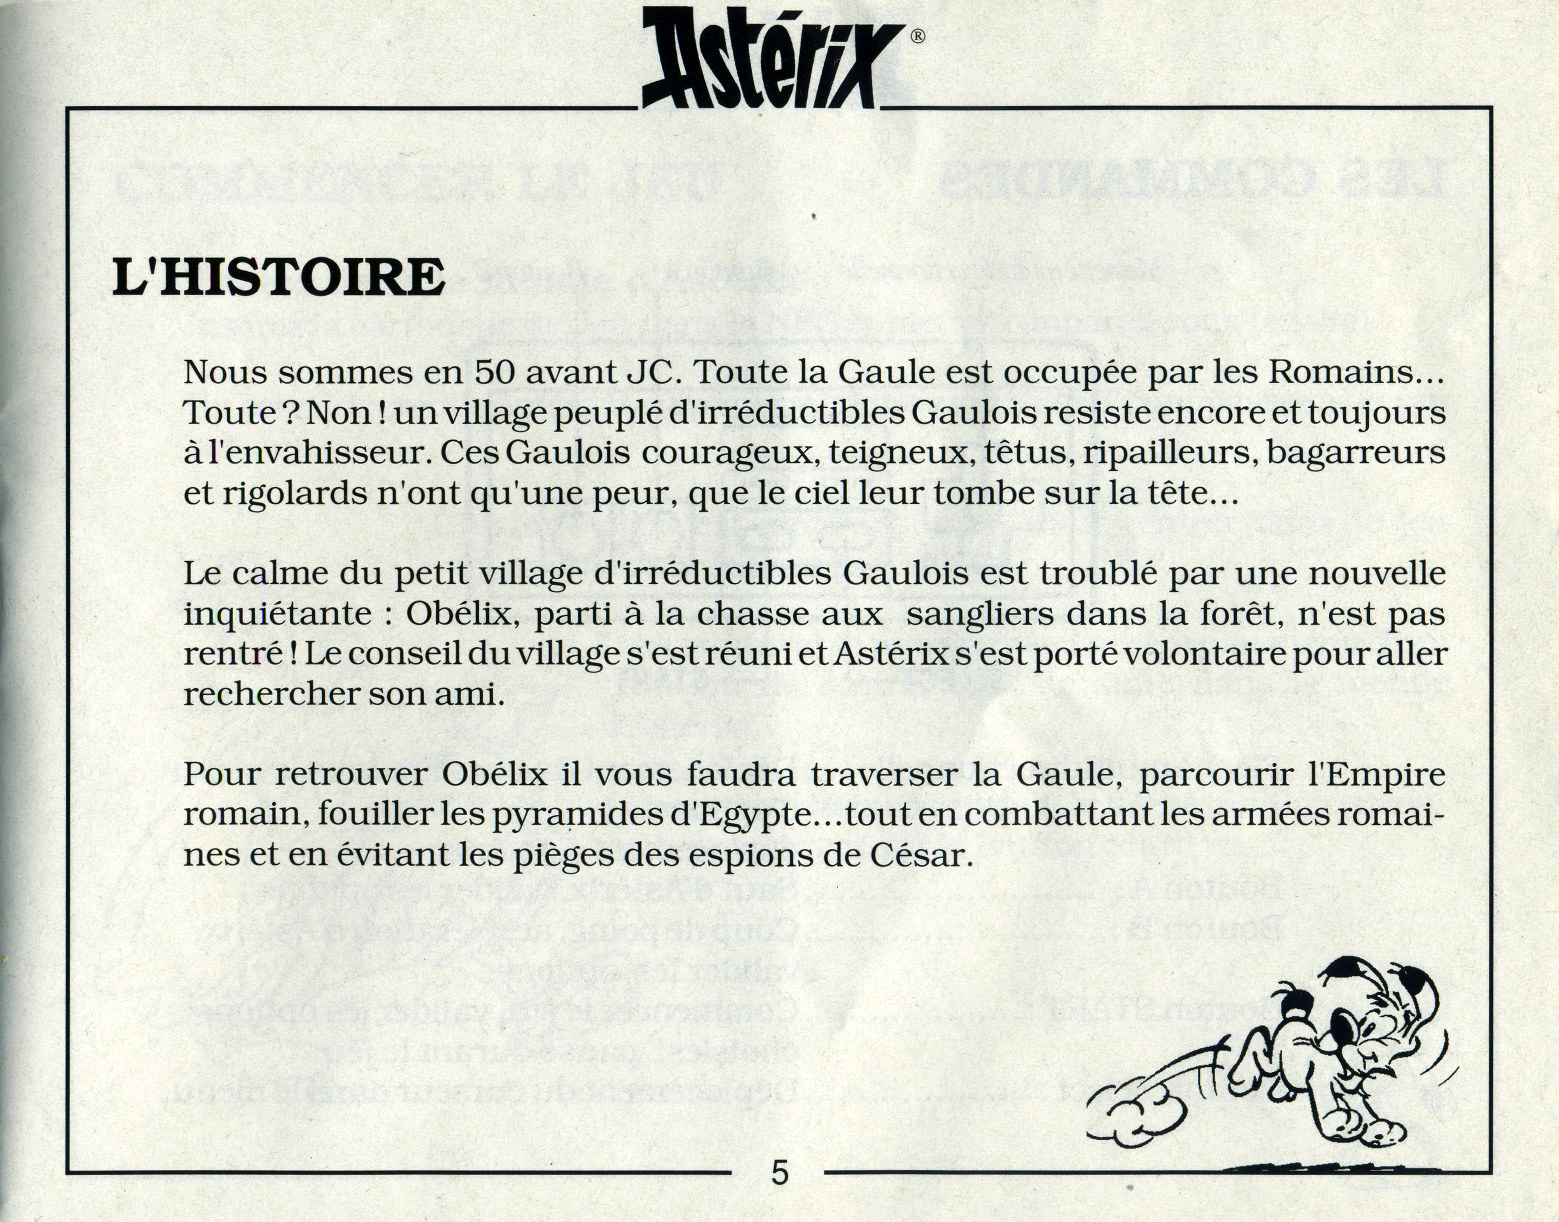 Astérix ®
L'HISTOIRE
Nous sommes en 50 avant JC. Toute la Gaule est occupée par les Romains...
Toute ? Non ! un village peuplé d'irréductibles Gaulois resiste encore et toujours
à l'envahisseur. Ces Gaulois courageux, teigneux, têtus, ripailleurs, bagarreurs
et rigolards n'ont qu'une peur, que le ciel leur tombe sur la tête...
Le calme du petit village d'irréductibles Gaulois est troublé par une nouvelle
inquiétante : Obélix, parti à la chasse aux sangliers dans la forêt, n'est pas
rentré ! Le conseil du village s'est réuni et Astérix s'est porté volontaire pour aller
rechercher son ami.
Pour retrouver Obélix il vous faudra traverser la Gaule, parcourir l'Empire
romain, fouiller les pyramides d'Egypte...tout en combattant les armées romai-
nes et en évitant les pièges des espions de César.
5